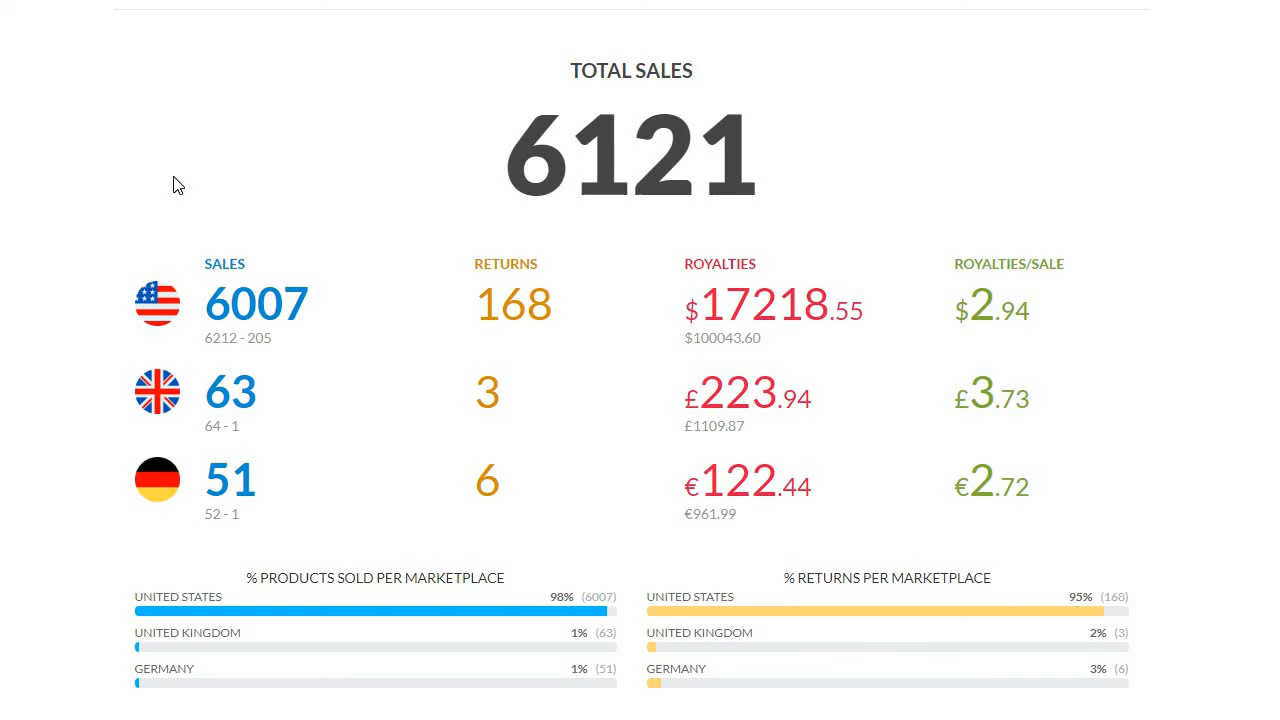 TOTAL SALES
6121
SALES RETURNS ROYALTIES ROYALTIES/SALE
6007 168 $17218.55 $2.94
6212 - 205 $100043.60
63 3 £223.94 £3.73
64 - 1 £1109.87
51 6 €122.44 €2.72
52 - 1 €961.99
% PRODUCTS SOLD PER MARKETPLACE % RETURNS PER MARKETPLACE
UNITED STATES 98% (6007) UNITED STATES 95% (168)
UNITED KINGDOM 1% (63) UNITED KINGDOM 2% (3)
GERMANY 1% (51) GERMANY 3% (6)